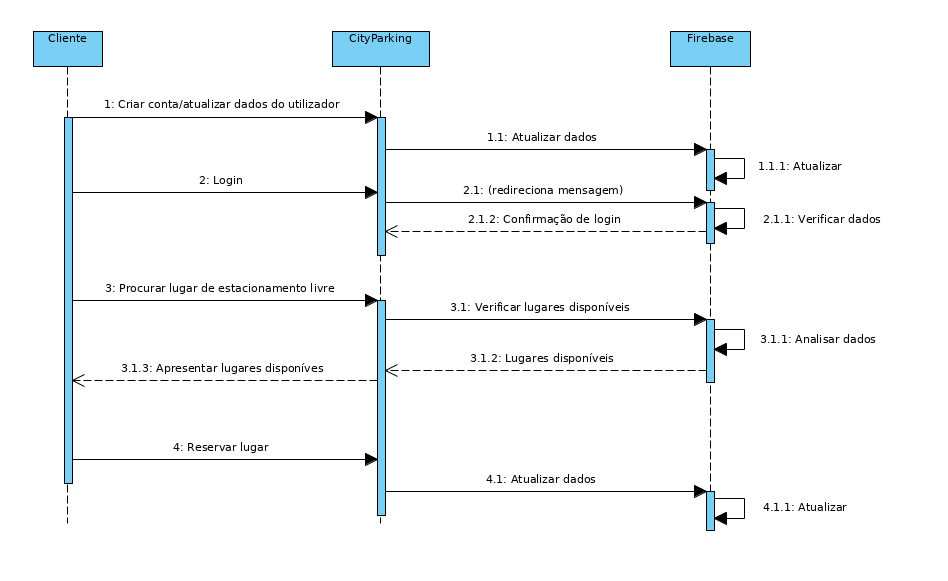 Cliente
CityParking
Firebase
1: Criar conta/atualizar dados do utilizador
1.1: Atualizar dados
1.1.1: Atualizar
2: Login
2.1: (redireciona mensagem)
2.1.2: Confirmação de login
2.1.1: Verificar dados
3: Procurar lugar de estacionamento livre
3.1: Verificar lugares disponíveis
3.1.1: Analisar dados
3.1.2: Lugares disponíveis
3.1.3: Apresentar lugares disponíves
4: Reservar lugar
4.1: Atualizar dados
4.1.1: Atualizar